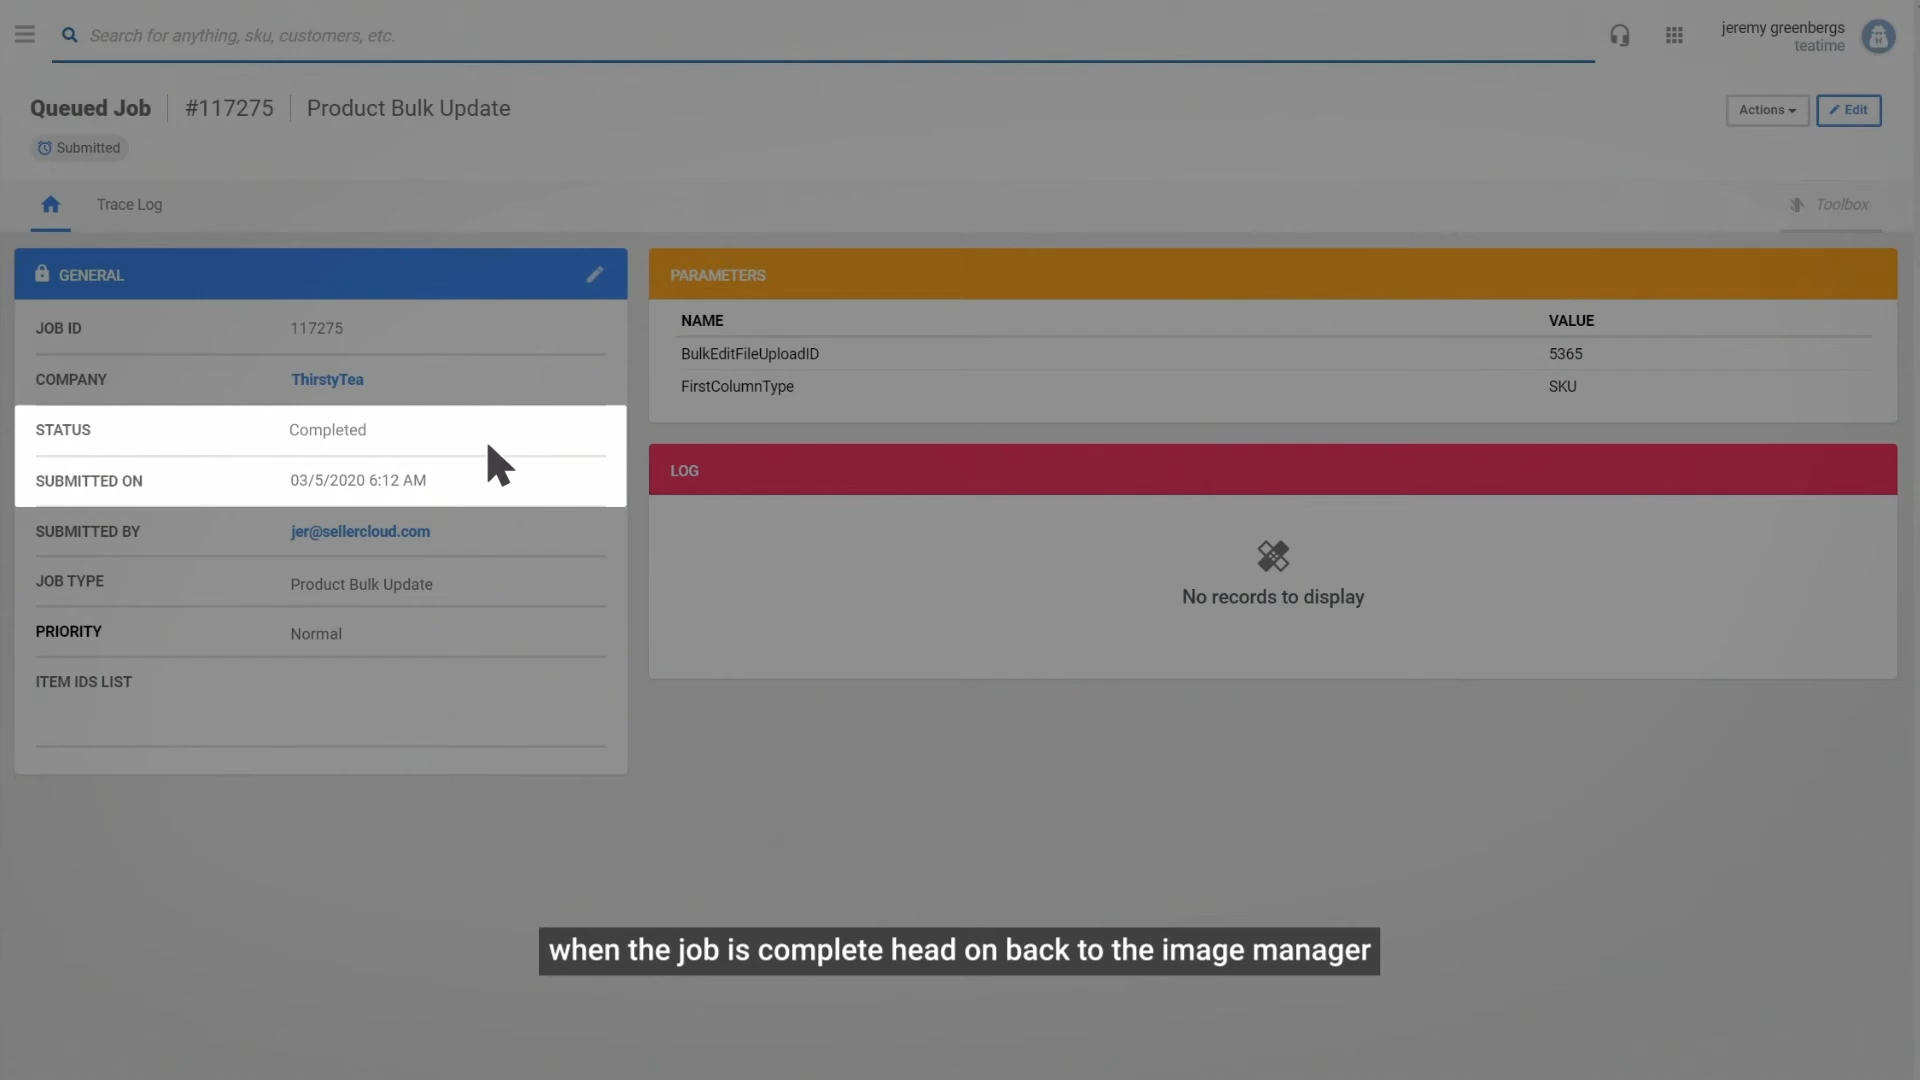 Search for anything, sku, customers, etc.
jeremy greenbergs
teatime
Queued Job #117275 Product Bulk Update
Actions Edit
Submitted
Trace Log
Toolbox
GENERAL
JOB ID 117275
COMPANY ThirstyTea
STATUS Completed
SUBMITTED ON 03/5/2020 6:12 AM
SUBMITTED BY jer@sellercloud.com
JOB TYPE Product Bulk Update
PRIORITY Normal
ITEM IDS LIST
PARAMETERS
NAME VALUE
BulkEditFileUploadID 5365
FirstColumnType SKU
LOG
No records to display
when the job is complete head on back to the image manager